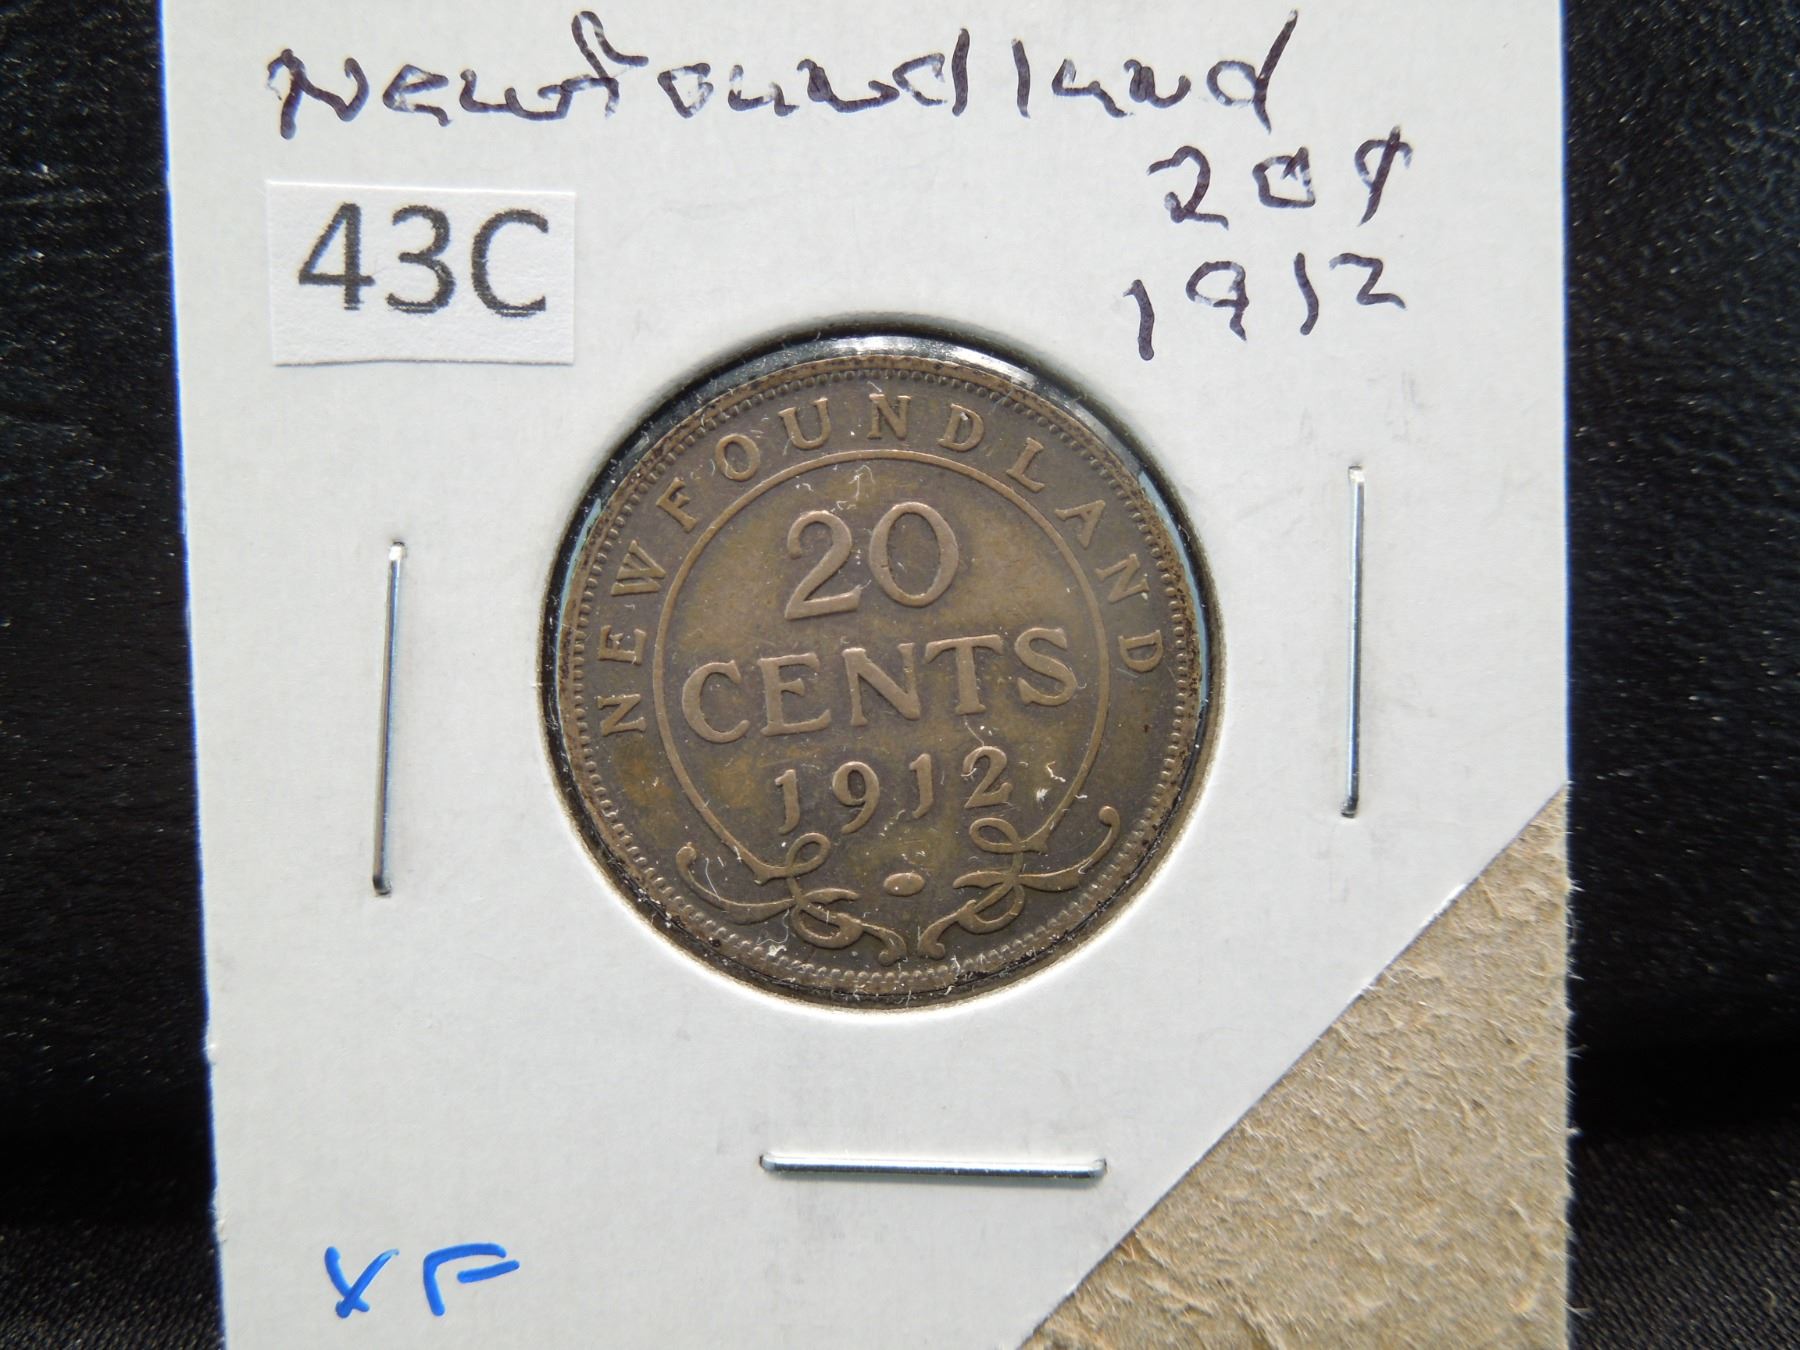 Newfoundland
20¢
1912
43C
NEWFOUNDLAND
20
CENTS
1912
XF